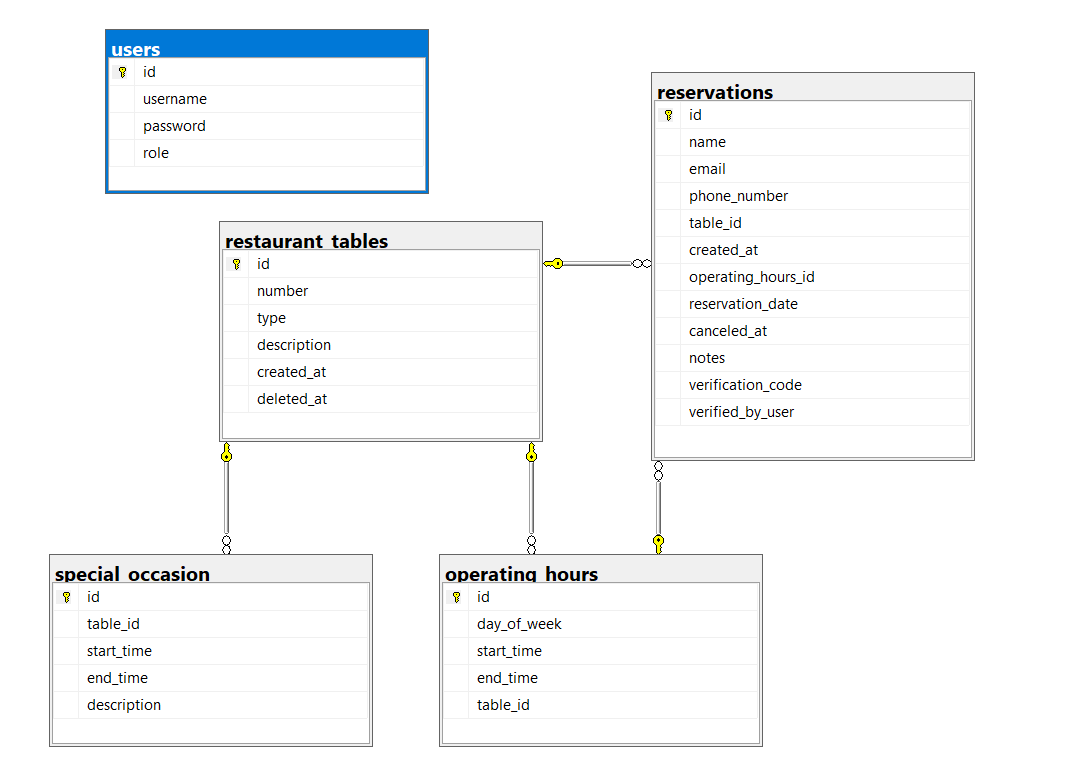 users
id
username
password
role
reservations
id
name
email
phone_number
table_id
created_at
operating_hours_id
reservation_date
canceled_at
notes
verification_code
verified_by_user
restaurant_tables
id
number
type
description
created_at
deleted_at
special_occasion
id
table_id
start_time
end_time
description
operating_hours
id
day_of_week
start_time
end_time
table_id